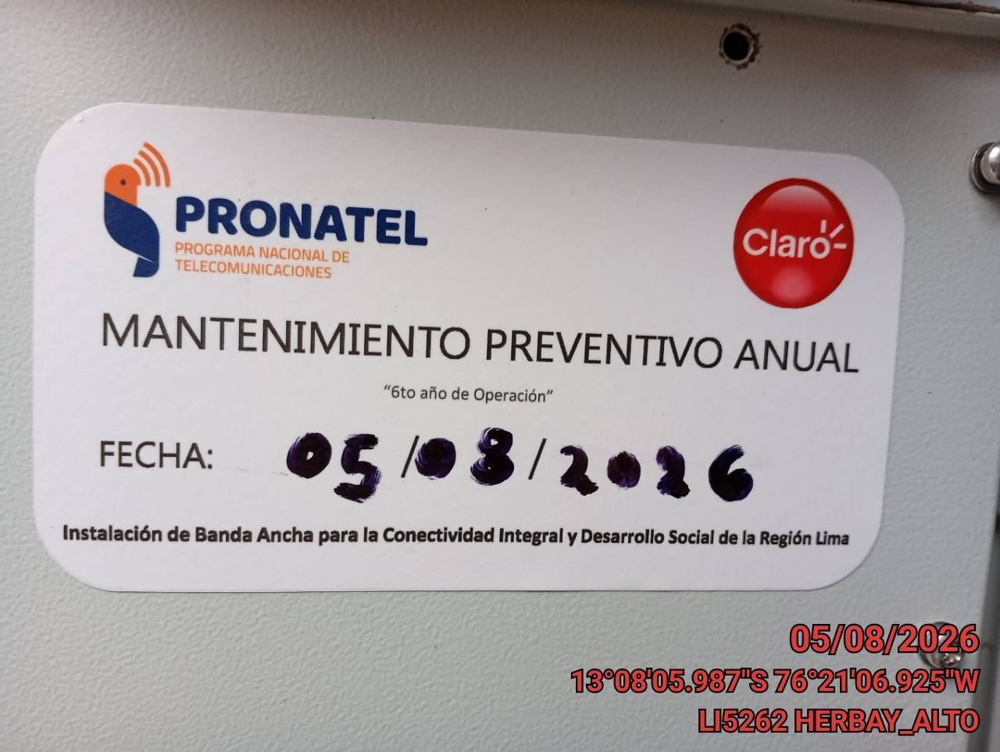 PRONATEL
PROGRAMA NACIONAL DE
TELECOMUNICACIONES
Claro
MANTENIMIENTO PREVENTIVO ANUAL
“6to año de Operación”
FECHA: 05/08/2026
Instalación de Banda Ancha para la Conectividad Integral y Desarrollo Social de la Región Lima
05/08/2026
13°08'05.987"S 76°21'06.925"W
LI5262 HERBAY_ALTO